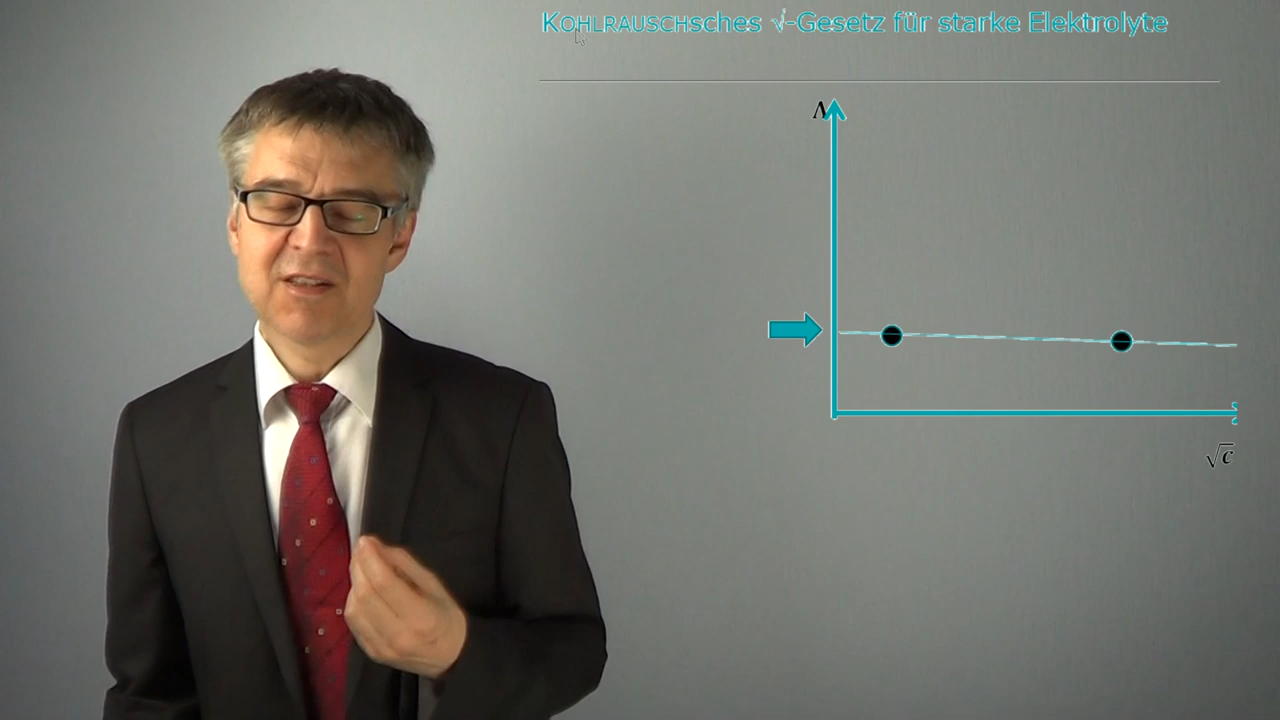 KOHLRAUSCHsches √-Gesetz für starke Elektrolyte
Λ
√c